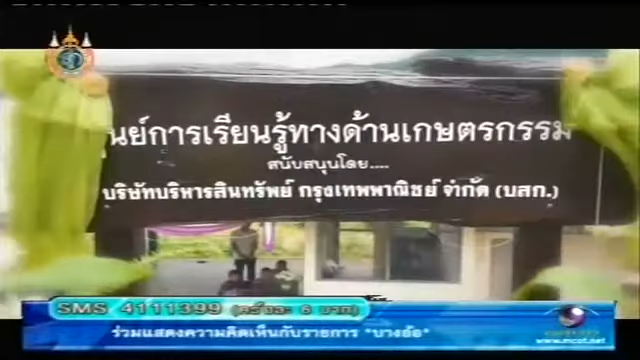 ศูนย์การเรียนรู้ทางด้านเกษตรกรรม
สนับสนุนโดย....
บริษัทบริหารสินทรัพย์ กรุงเทพพาณิชย์ จำกัด (บสก.)
SMS 4111399 (ครั้งละ 6 บาท)
ร่วมแสดงความคิดเห็นกับรายการ "บางอ้อ"
www.mcot.net